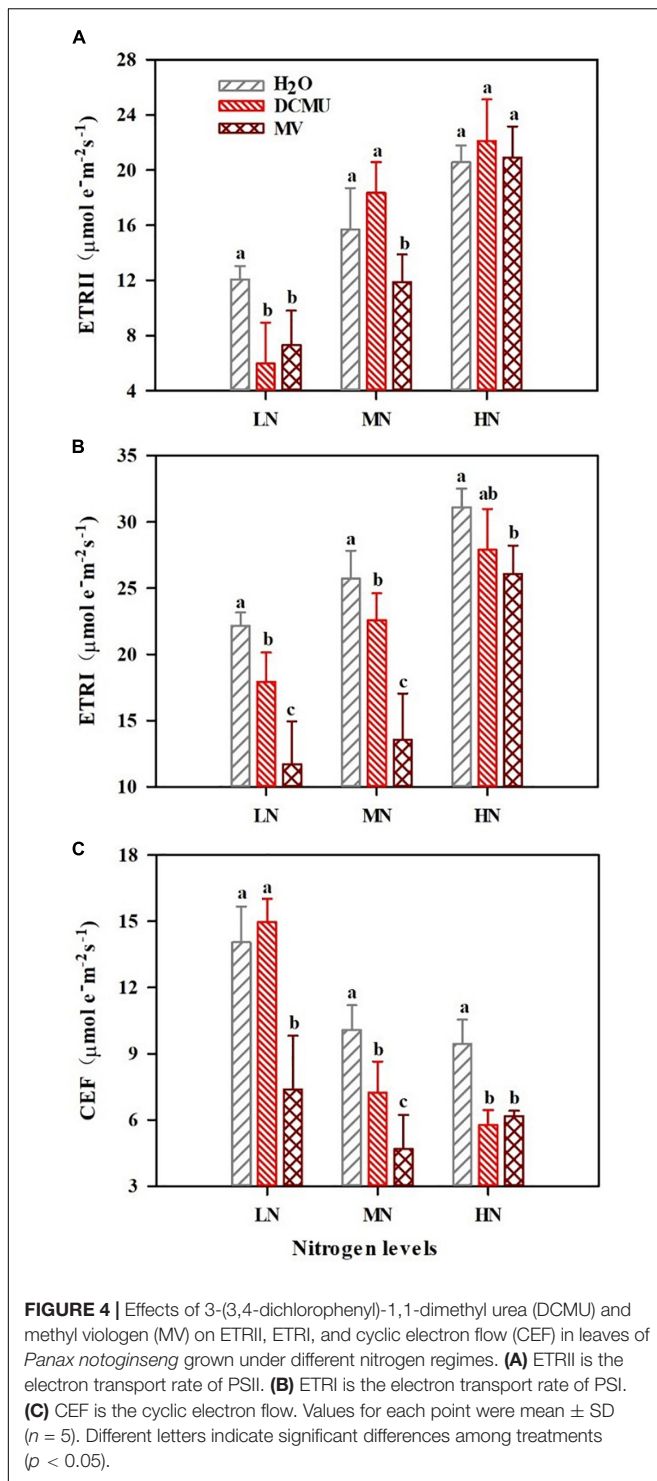 A
28
24
20
16
12
8
4
ETRII (μmol e⁻m⁻²s⁻¹)
H₂O
DCMU
MV
a
b
b
a
a
b
a
a
a
LN
MN
HN
B
35
30
25
20
15
10
ETRI (μmol e⁻m⁻²s⁻¹)
a
b
c
a
b
c
a
ab
b
LN
MN
HN
C
18
15
12
9
6
3
CEF (μmol e⁻m⁻²s⁻¹)
a
a
b
a
b
c
a
b
b
LN
MN
HN
Nitrogen levels
FIGURE 4 | Effects of 3-(3,4-dichlorophenyl)-1,1-dimethyl urea (DCMU) and
methyl viologen (MV) on ETRII, ETRI, and cyclic electron flow (CEF) in leaves of
Panax notoginseng grown under different nitrogen regimes. (A) ETRII is the
electron transport rate of PSII. (B) ETRI is the electron transport rate of PSI.
(C) CEF is the cyclic electron flow. Values for each point were mean ± SD
(n = 5). Different letters indicate significant differences among treatments
(p < 0.05).